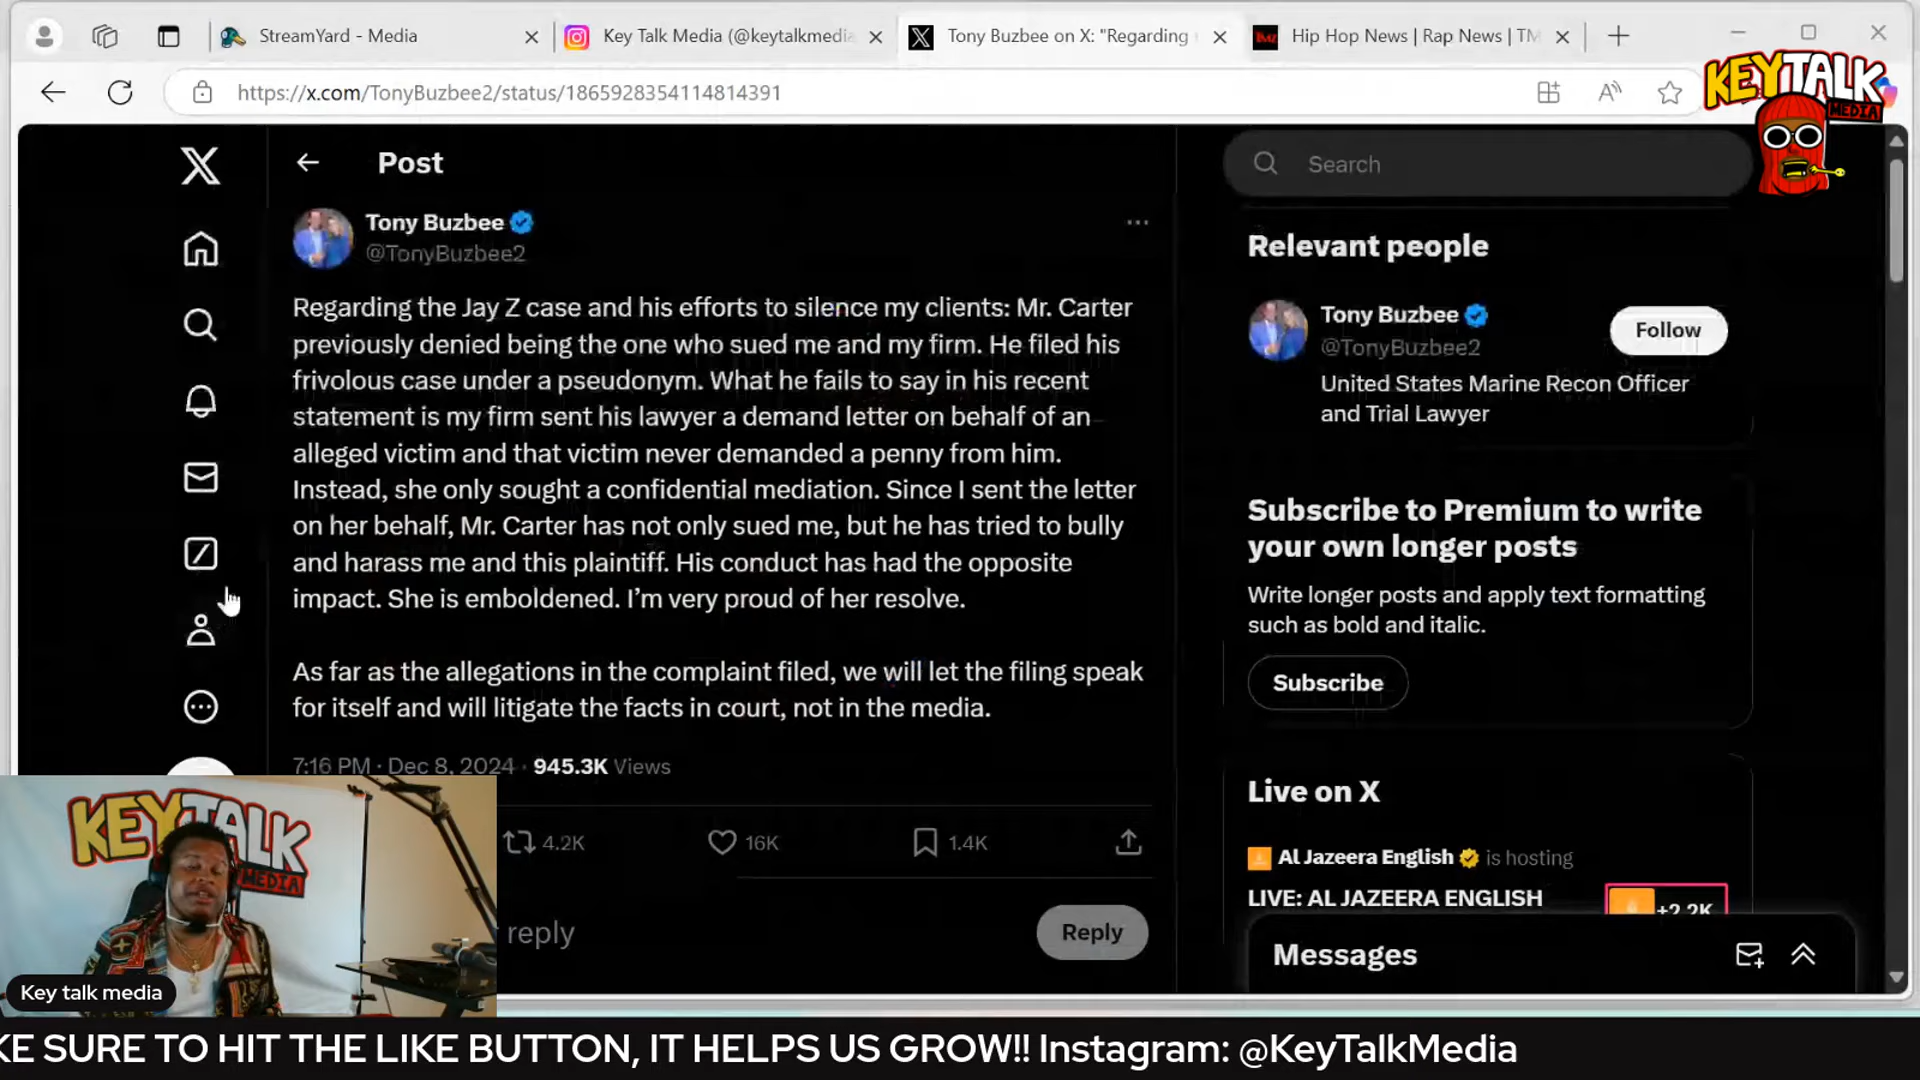 StreamYard - Media
Key Talk Media (@keytalkmedia
Tony Buzbee on X: "Regarding
Hip Hop News | Rap News | TM
https://x.com/TonyBuzbee2/status/1865928354114814391
KEYTALK
MEDIA
Post
Search
Tony Buzbee
@TonyBuzbee2
Regarding the Jay Z case and his efforts to silence my clients: Mr. Carter
previously denied being the one who sued me and my firm. He filed his
frivolous case under a pseudonym. What he fails to say in his recent
statement is my firm sent his lawyer a demand letter on behalf of an
alleged victim and that victim never demanded a penny from him.
Instead, she only sought a confidential mediation. Since I sent the letter
on her behalf, Mr. Carter has not only sued me, but he has tried to bully
and harass me and this plaintiff. His conduct has had the opposite
impact. She is emboldened. I'm very proud of her resolve.
As far as the allegations in the complaint filed, we will let the filing speak
for itself and will litigate the facts in court, not in the media.
7:16 PM · Dec 8, 2024 · 945.3K Views
4.2K
16K
1.4K
reply
Reply
Relevant people
Tony Buzbee
@TonyBuzbee2
Follow
United States Marine Recon Officer
and Trial Lawyer
Subscribe to Premium to write
your own longer posts
Write longer posts and apply text formatting
such as bold and italic.
Subscribe
Live on X
Al Jazeera English is hosting
LIVE: AL JAZEERA ENGLISH
+2.2K
Messages
KEYTALK
MEDIA
Key talk media
KE SURE TO HIT THE LIKE BUTTON, IT HELPS US GROW!! Instagram: @KeyTalkMedia